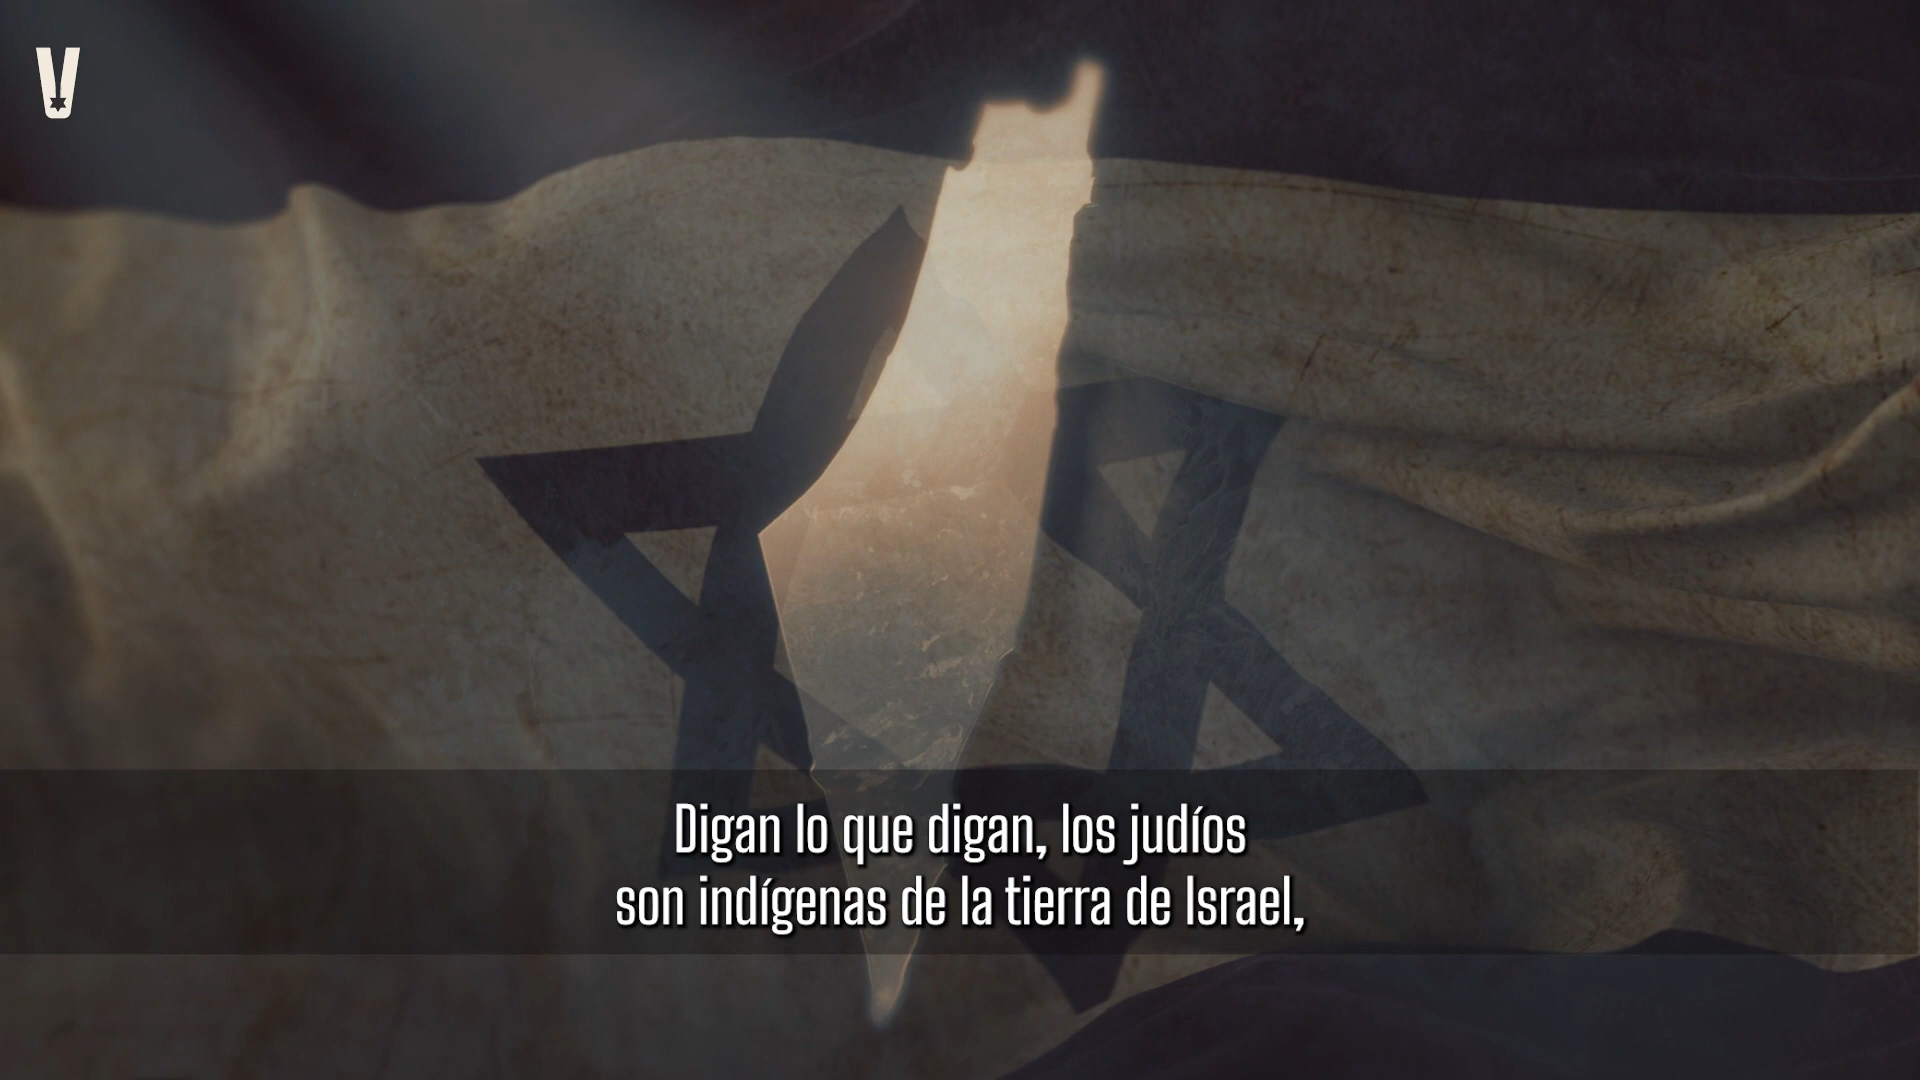 V
Digan lo que digan, los judíos
son indígenas de la tierra de Israel,